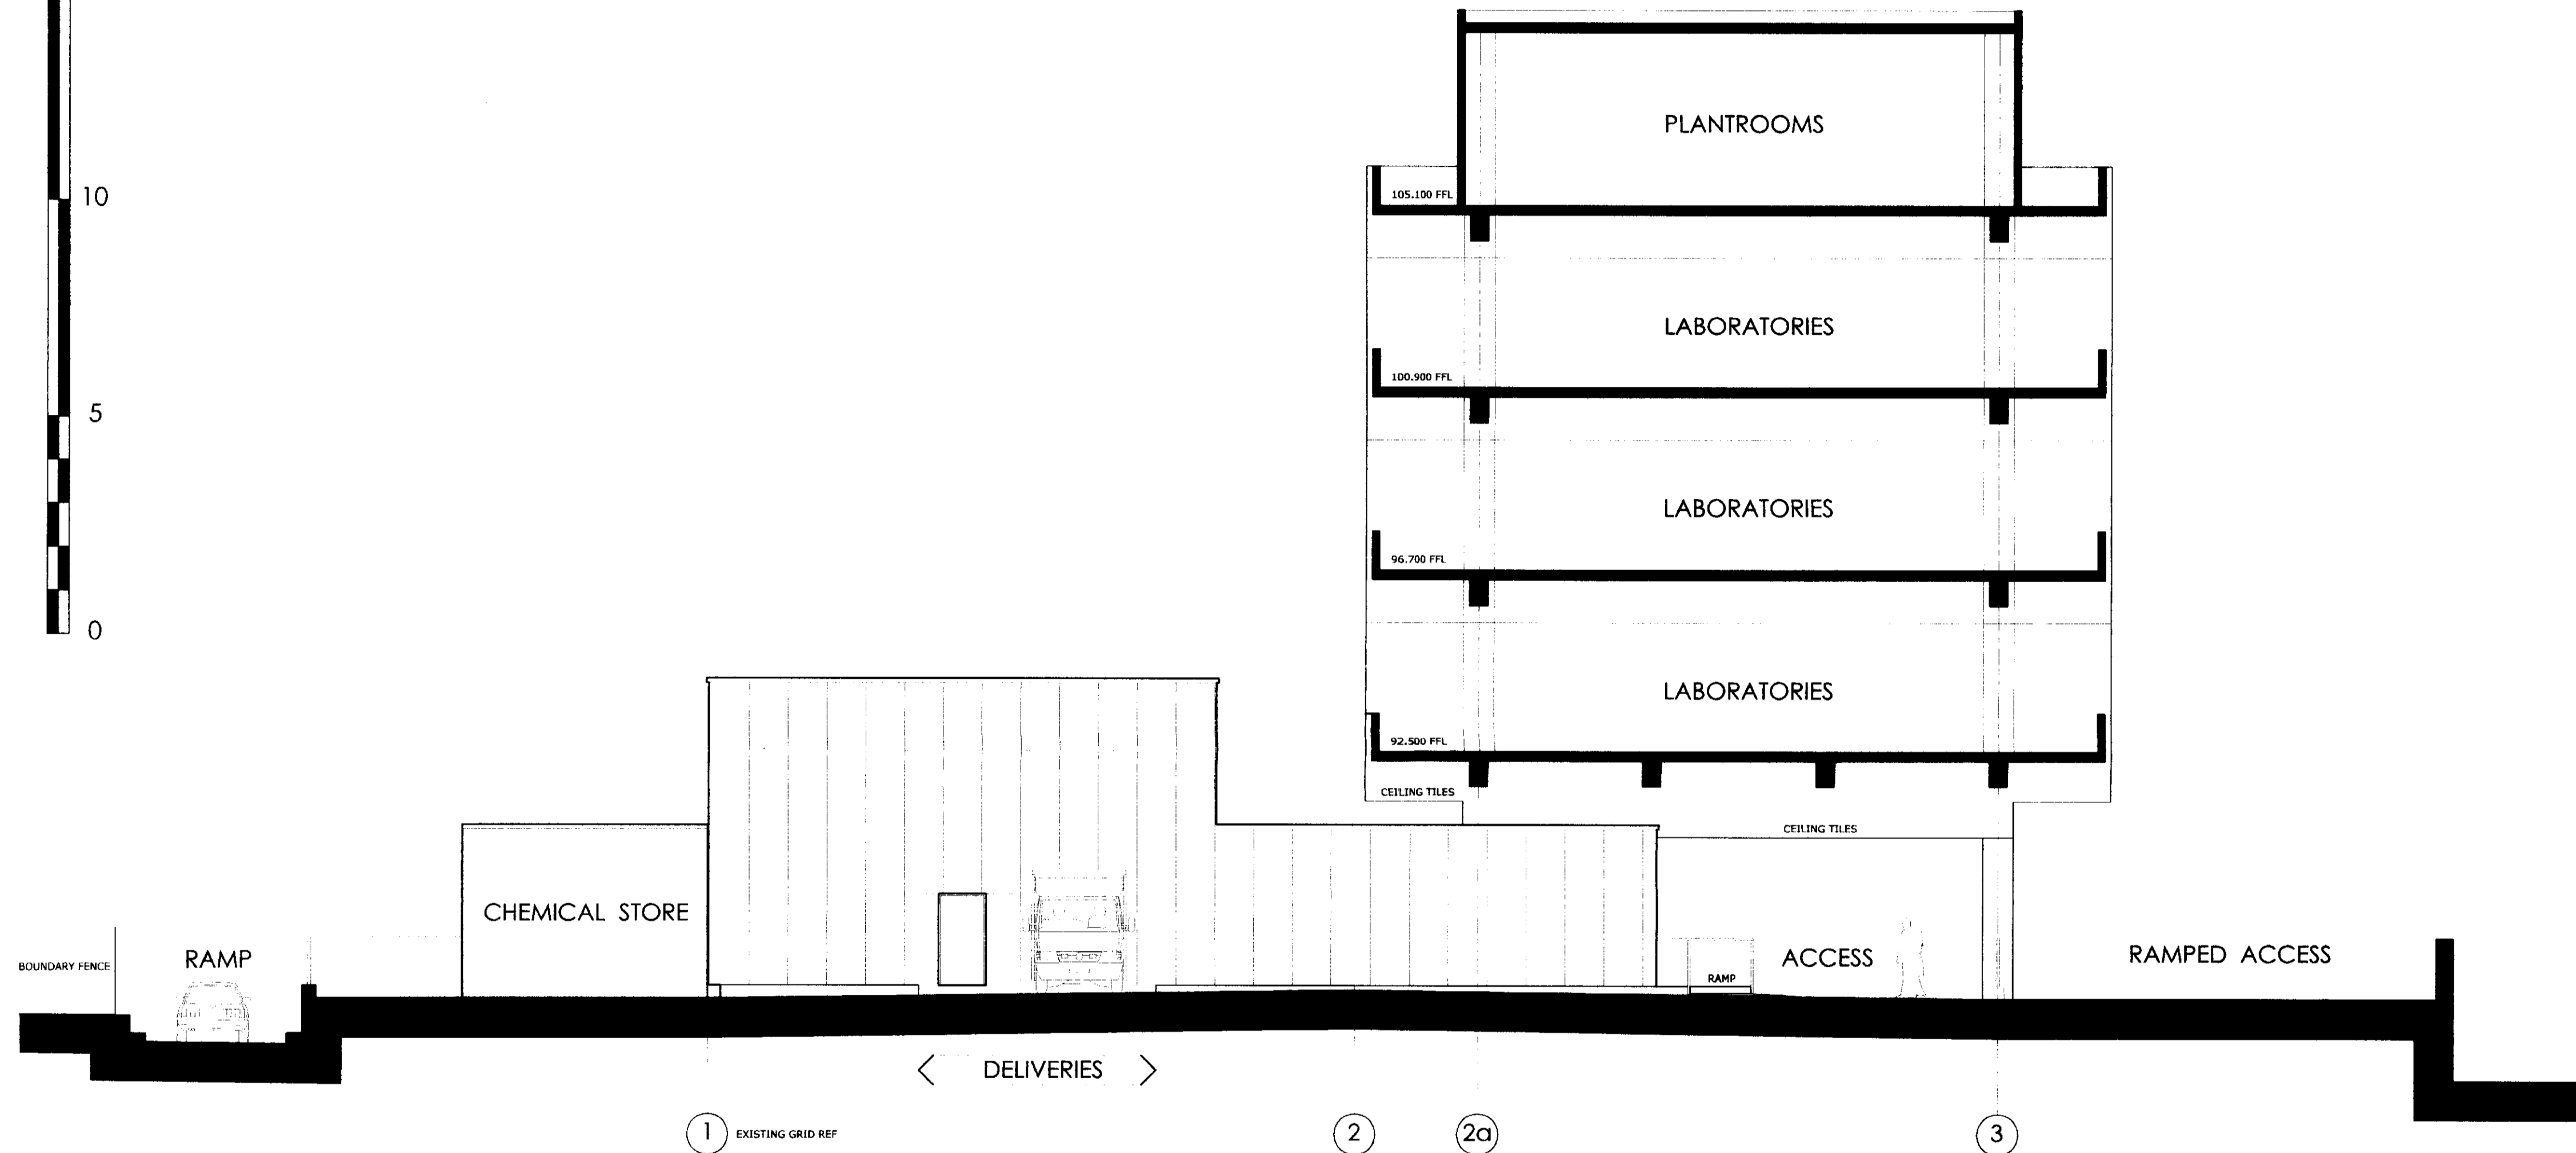 PLANTROOMS
10
105.100 FFL
LABORATORIES
100.900 FFL
5
LABORATORIES
96.700 FFL
0
LABORATORIES
92.500 FFL
CEILING TILES
CEILING TILES
CHEMICAL STORE
BOUNDARY FENCE
RAMP
RAMP
ACCESS
RAMPED ACCESS
DELIVERIES
1 EXISTING GRID REF
2
2a
3